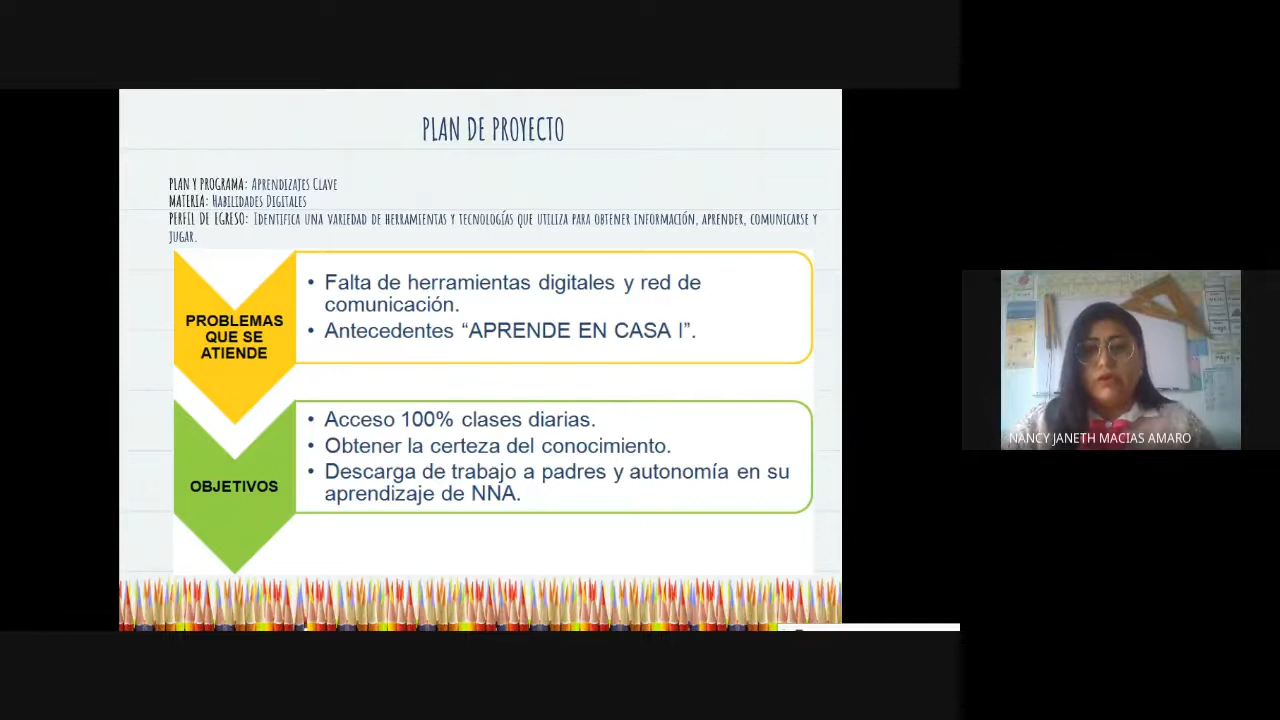 PLAN DE PROYECTO
PLAN Y PROGRAMA: APRENDIZAJES CLAVE
MATERIA: HABILIDADES DIGITALES
PERFIL DE EGRESO: IDENTIFICA UNA VARIEDAD DE HERRAMIENTAS Y TECNOLOGÍAS QUE UTILIZA PARA OBTENER INFORMACIÓN, APRENDER, COMUNICARSE Y
JUGAR.
PROBLEMAS
QUE SE
ATIENDE
• Falta de herramientas digitales y red de
comunicación.
• Antecedentes “APRENDE EN CASA I”.
OBJETIVOS
• Acceso 100% clases diarias.
• Obtener la certeza del conocimiento.
• Descarga de trabajo a padres y autonomía en su
aprendizaje de NNA.
NANCY JANETH MACIAS AMARO